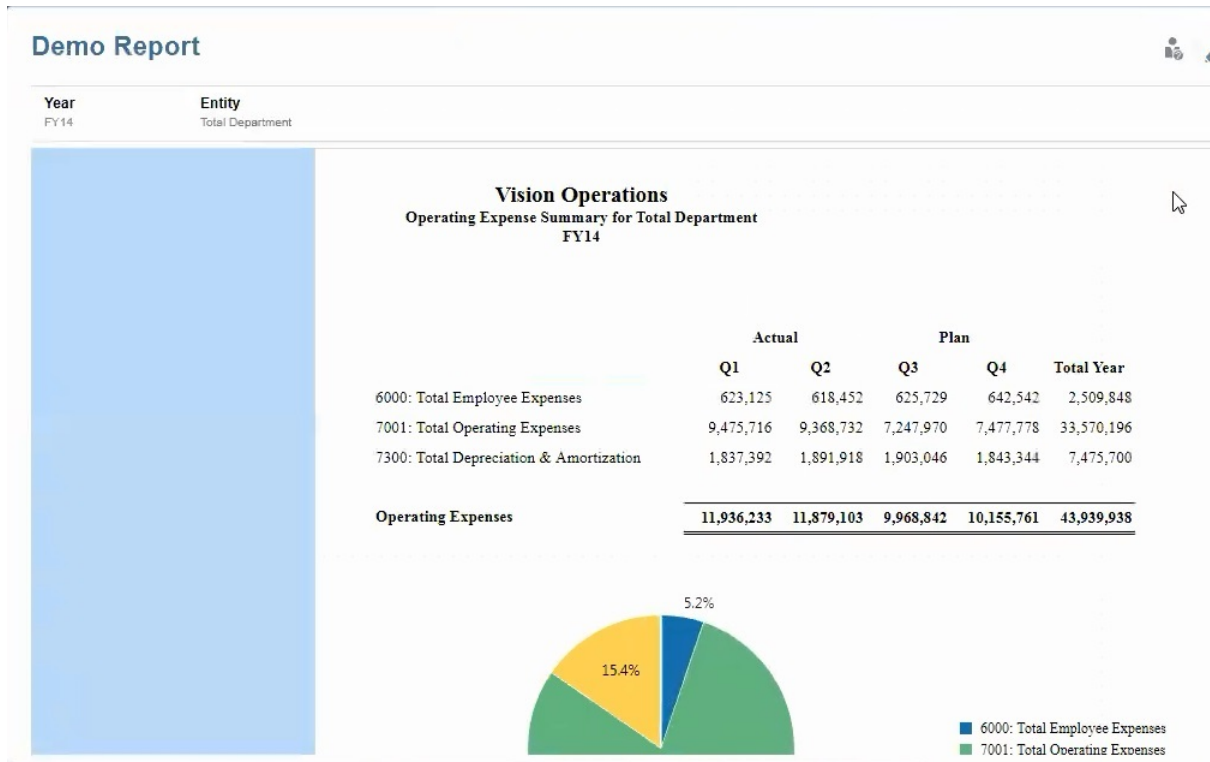 Demo Report
Year Entity
FY14 Total Department
Vision Operations
Operating Expense Summary for Total Department
FY14
Actual Plan
Q1 Q2 Q3 Q4 Total Year
6000: Total Employee Expenses 623,125 618,452 625,729 642,542 2,509,848
7001: Total Operating Expenses 9,475,716 9,368,732 7,247,970 7,477,778 33,570,196
7300: Total Depreciation & Amortization 1,837,392 1,891,918 1,903,046 1,843,344 7,475,700
Operating Expenses 11,936,233 11,879,103 9,968,842 10,155,761 43,939,938
5.2%
15.4%
6000: Total Employee Expenses
7001: Total Operating Expenses